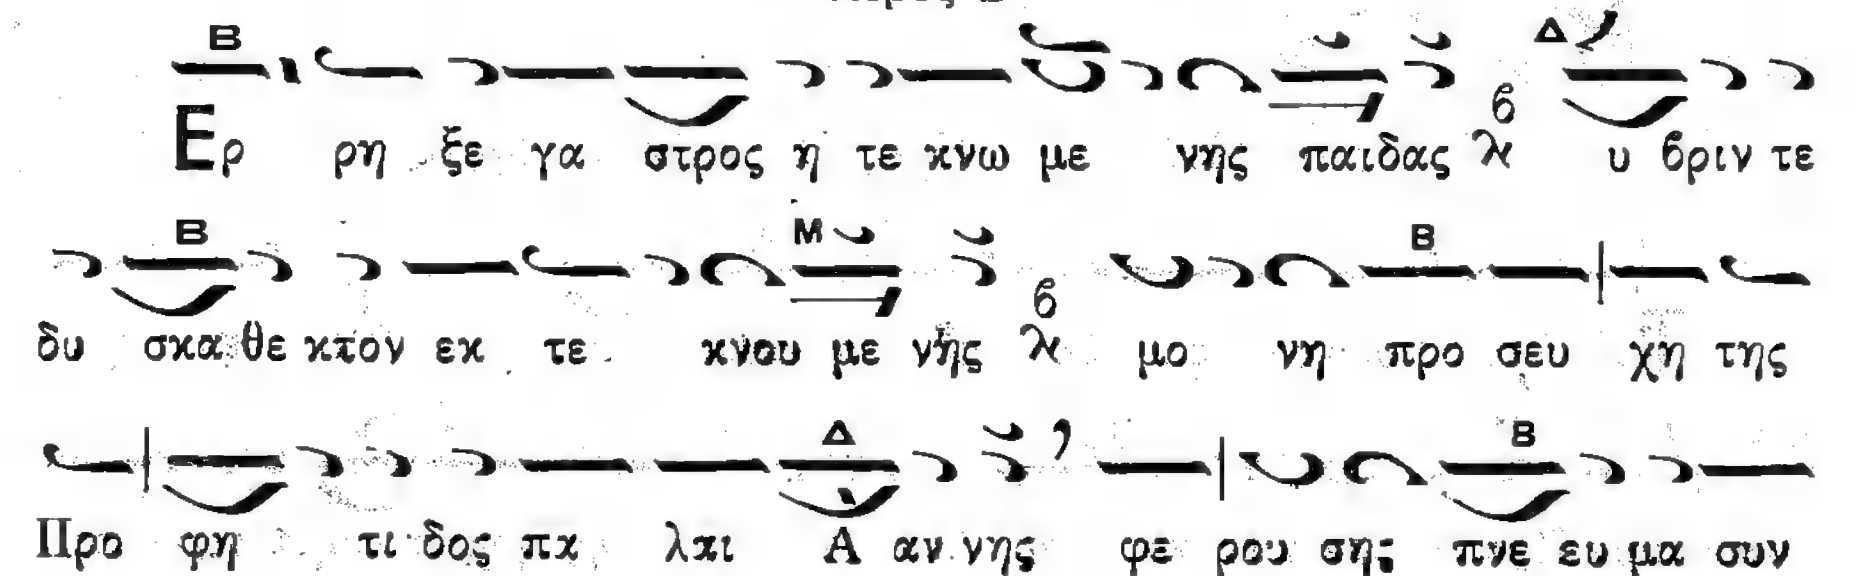 Β Δ
Ερ ρη ξε γα στρος η τε κνω με νης παιδας υ βριν τε
Β Μ Β
δυ σκα θε κτον εκ τε κνου με νης μο νη προ σευ χη της
Δ Β
Προ φη τι δος πα λαι Α αν νης φε ρου σης πνε ευ μα συν